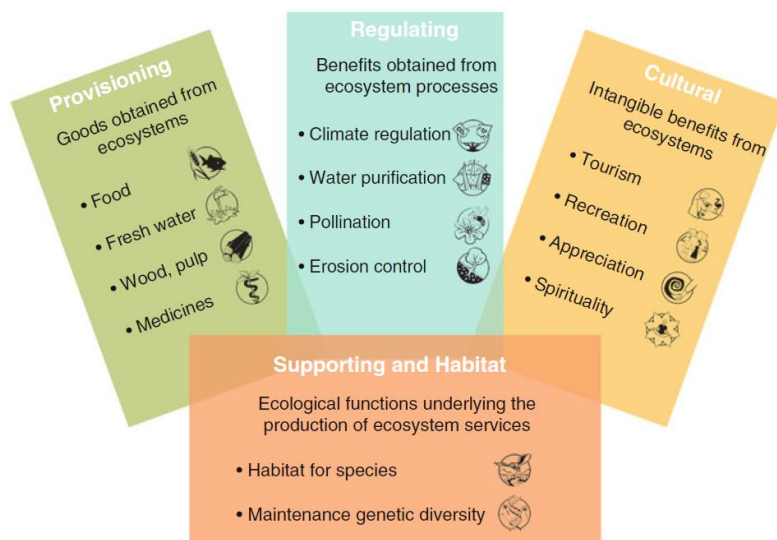 Provisioning
Goods obtained from
ecosystems
• Food
• Fresh water
• Wood, pulp
• Medicines
Regulating
Benefits obtained from
ecosystem processes
• Climate regulation
• Water purification
• Pollination
• Erosion control
Cultural
Intangible benefits from
ecosystems
• Tourism
• Recreation
• Appreciation
• Spirituality
Supporting and Habitat
Ecological functions underlying the
production of ecosystem services
• Habitat for species
• Maintenance genetic diversity